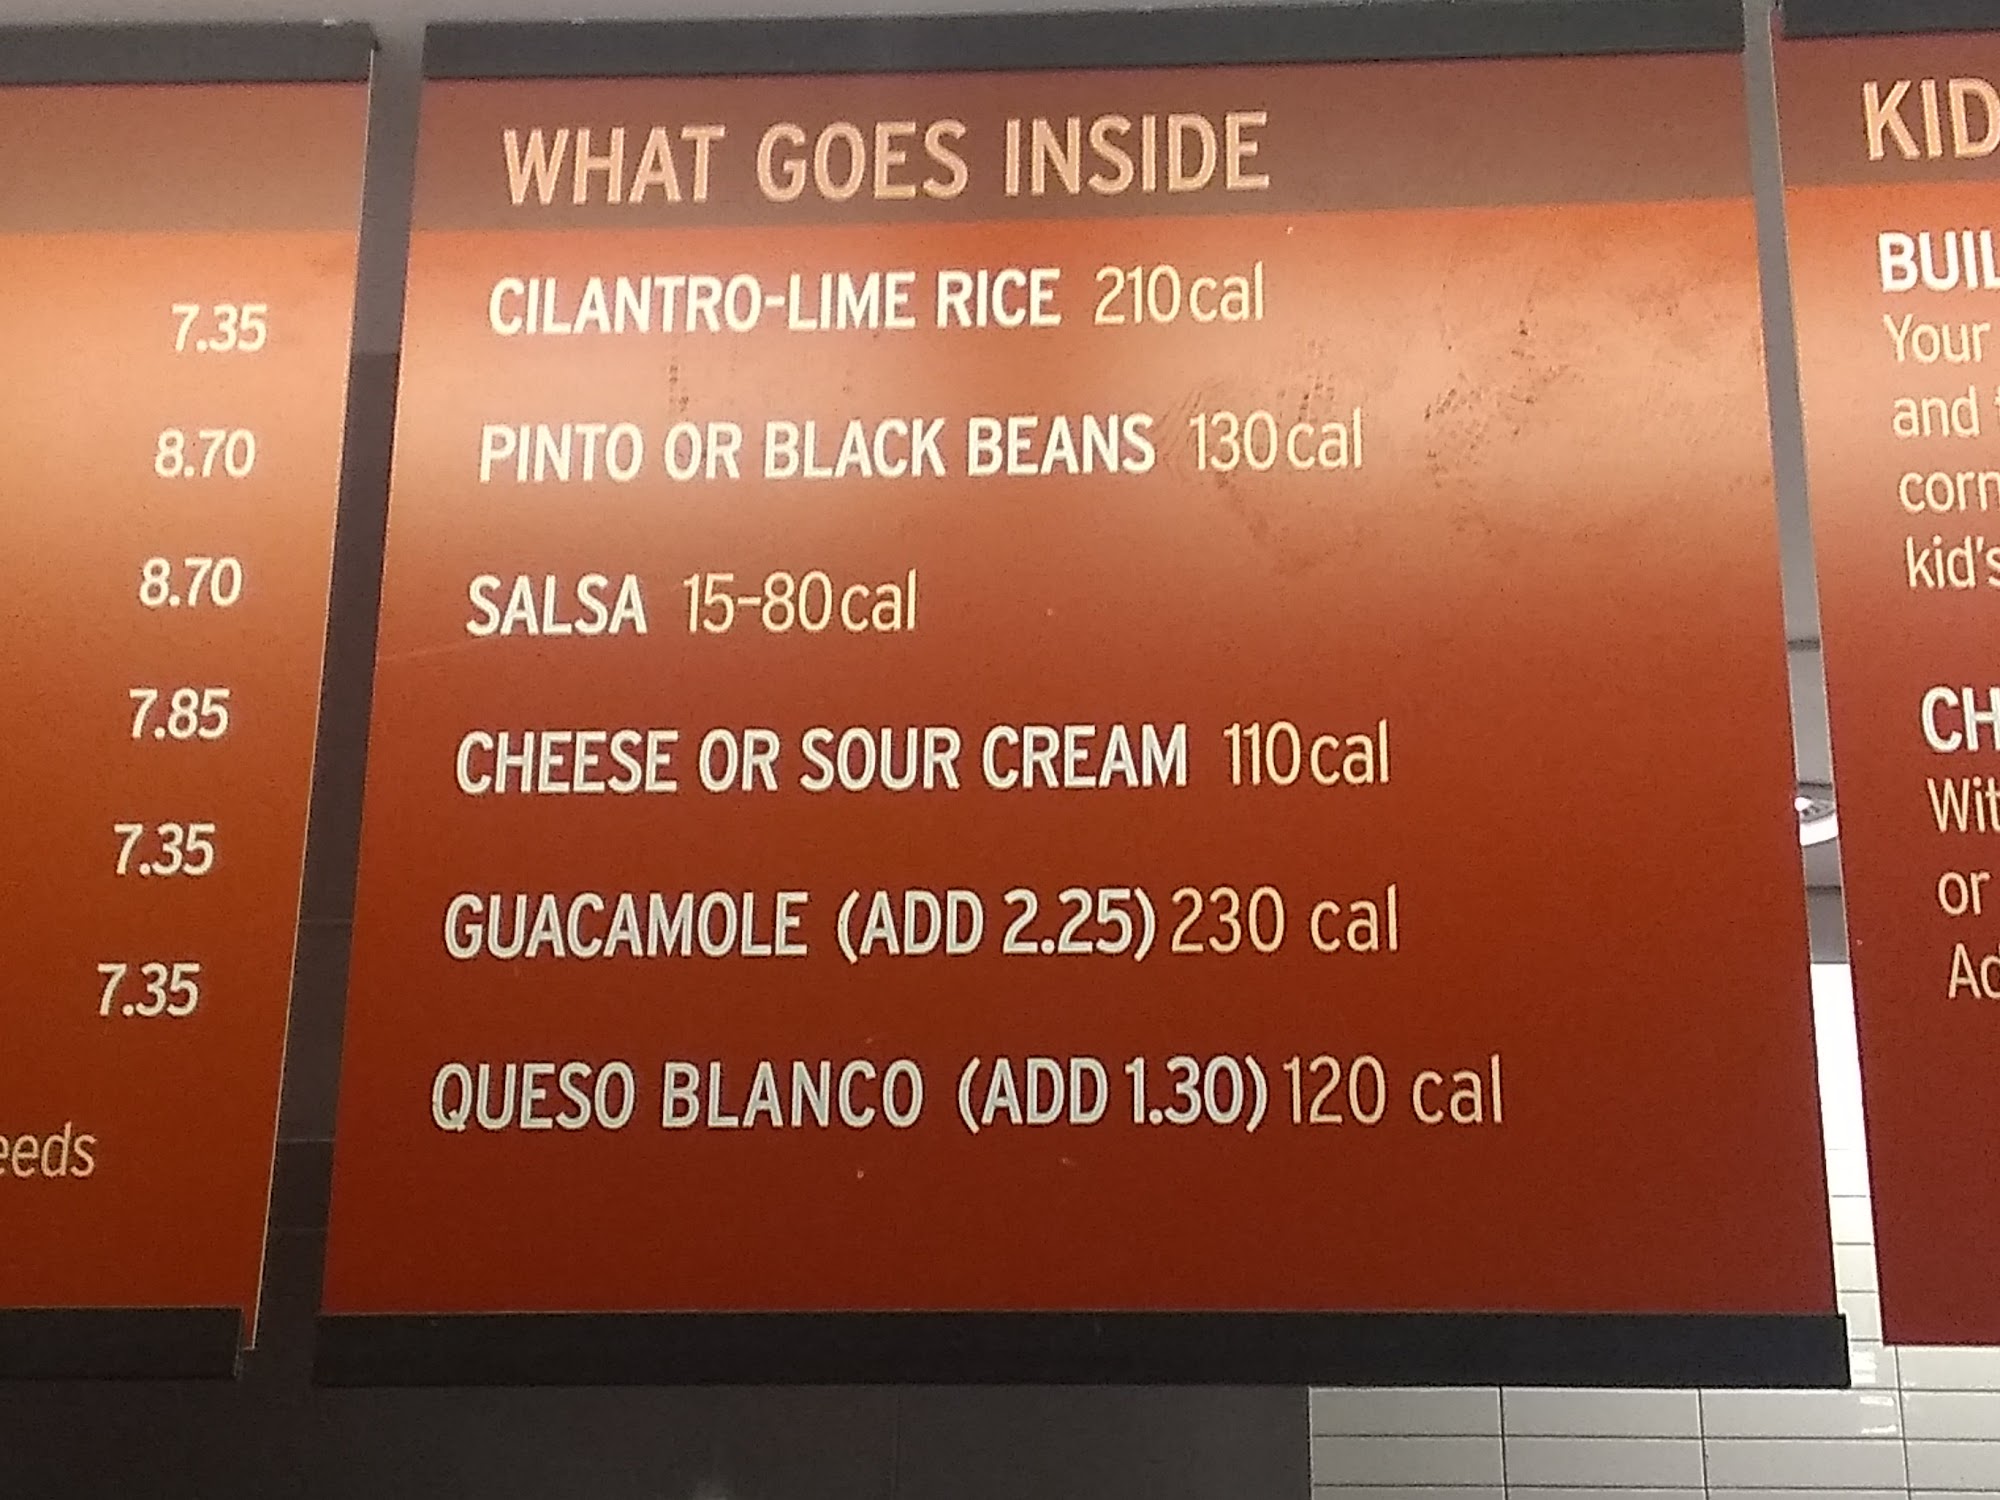 7.35
8.70
8.70
7.85
7.35
7.35
WHAT GOES INSIDE
CILANTRO-LIME RICE 210cal
PINTO OR BLACK BEANS 130cal
SALSA 15-80cal
CHEESE OR SOUR CREAM 110cal
GUACAMOLE (ADD 2.25) 230 cal
QUESO BLANCO (ADD 1.30) 120 cal
Your
and
kid's
or